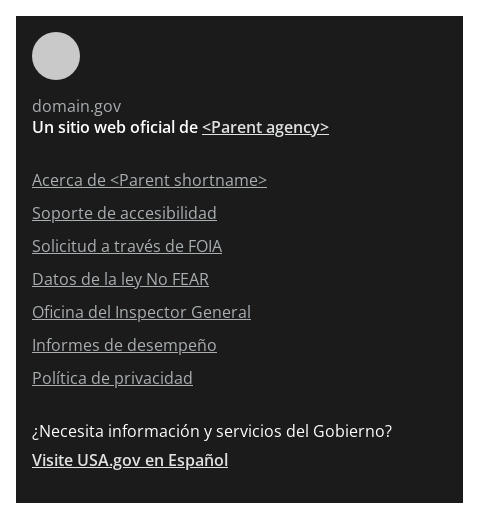 domain.gov
Un sitio web oficial de <Parent agency>
Acerca de <Parent shortname>
Soporte de accesibilidad
Solicitud a través de FOIA
Datos de la ley No FEAR
Oficina del Inspector General
Informes de desempeño
Política de privacidad
¿Necesita información y servicios del Gobierno?
Visite USA.gov en Español